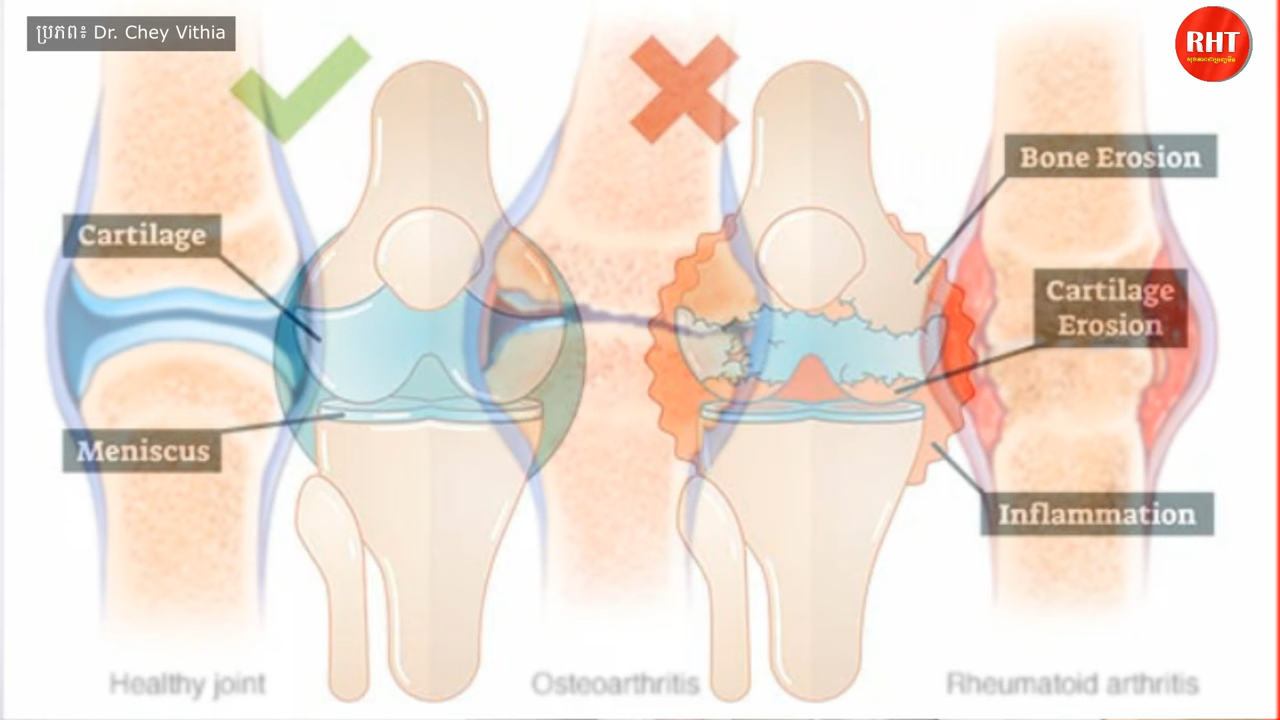 ប្រភព៖ Dr. Chey Vithia
RHT
Bone Erosion
Cartilage
Cartilage
Erosion
Meniscus
Inflammation
Healthy joint
Osteoarthritis
Rheumatoid arthritis